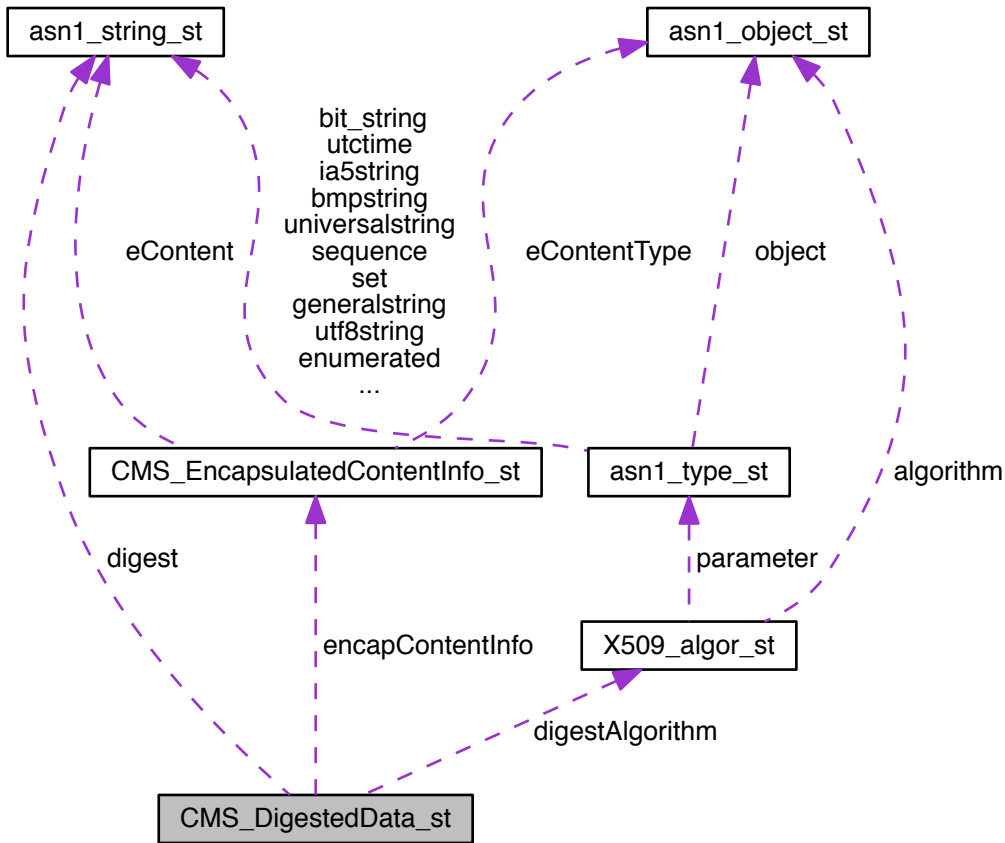 asn1_string_st
asn1_object_st
bit_string
utctime
ia5string
bmpstring
universalstring
sequence
set
generalstring
utf8string
enumerated
...
eContent
eContentType
object
CMS_EncapsulatedContentInfo_st
asn1_type_st
algorithm
digest
parameter
encapContentInfo
X509_algor_st
digestAlgorithm
CMS_DigestedData_st